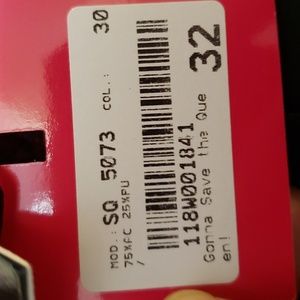 MOD.: SQ 5073 COL.: 30
75%FC 25%PU
/
118W001841 32
Gonna Save the Que
en!